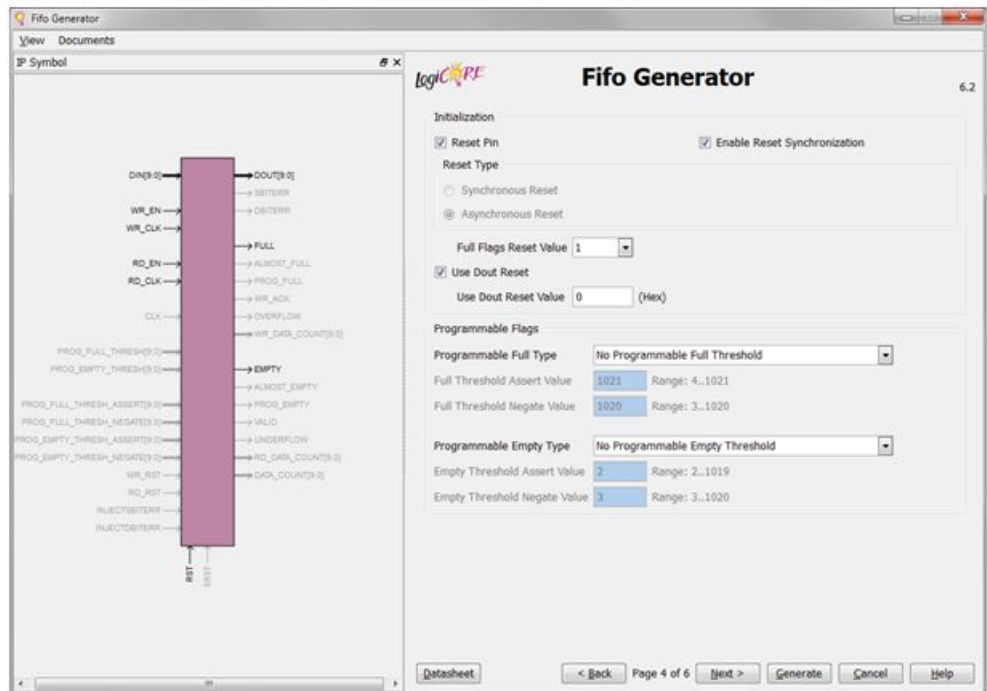 Fifo Generator
View Documents
IP Symbol
DIN[9:0]
WR_EN
WR_CLK
RD_EN
RD_CLK
CLK
PROG_FULL_THRESH[9:0]
PROG_EMPTY_THRESH[9:0]
PROG_FULL_THRESH_ASSERT[9:0]
PROG_FULL_THRESH_NEGATE[9:0]
PROG_EMPTY_THRESH_ASSERT[9:0]
PROG_EMPTY_THRESH_NEGATE[9:0]
WR_RST
RD_RST
INJECTSBITERR
INJECTDBITERR
DOUT[9:0]
SBITERR
DBITERR
FULL
ALMOST_FULL
PROG_FULL
WR_ACK
OVERFLOW
WR_DATA_COUNT[9:0]
EMPTY
ALMOST_EMPTY
PROG_EMPTY
VALID
UNDERFLOW
RD_DATA_COUNT[9:0]
DATA_COUNT[9:0]
RST
SRST
logiCORE
Fifo Generator
6.2
Initialization
Reset Pin Enable Reset Synchronization
Reset Type
Synchronous Reset
Asynchronous Reset
Full Flags Reset Value 1
Use Dout Reset
Use Dout Reset Value 0 (Hex)
Programmable Flags
Programmable Full Type No Programmable Full Threshold
Full Threshold Assert Value 1021 Range: 4..1021
Full Threshold Negate Value 1020 Range: 3..1020
Programmable Empty Type No Programmable Empty Threshold
Empty Threshold Assert Value 2 Range: 2..1019
Empty Threshold Negate Value 3 Range: 3..1020
Datasheet < Back Page 4 of 6 Next > Generate Cancel Help